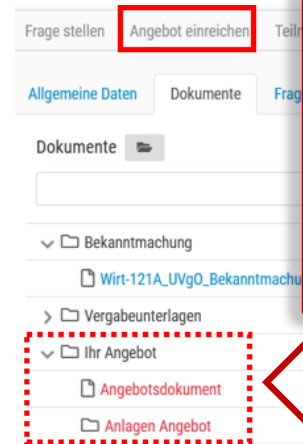 Frage stellen Angebot einreichen
Allgemeine Daten Dokumente
Dokumente
Bekanntmachung
Wirt-121A_UVgO_Bekanntmachu
Vergabeunterlagen
Ihr Angebot
Angebotsdokument
Anlagen Angebot